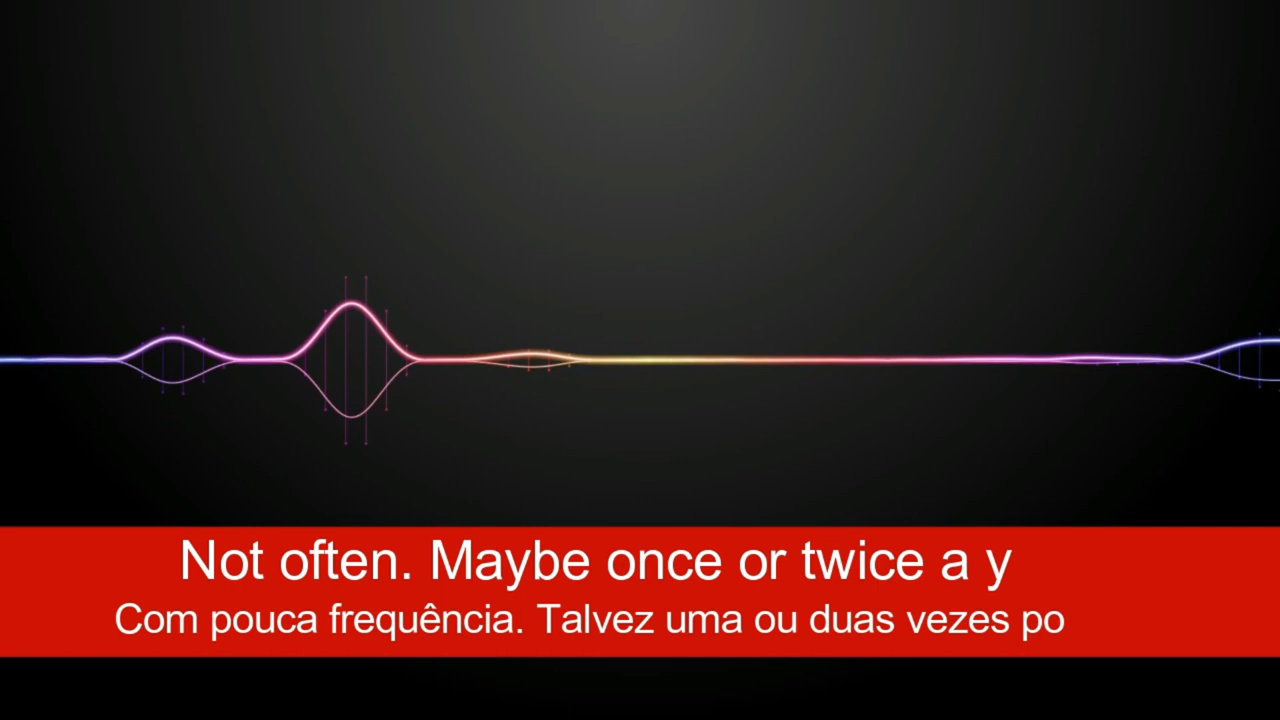 Not often. Maybe once or twice a y
Com pouca frequência. Talvez uma ou duas vezes po